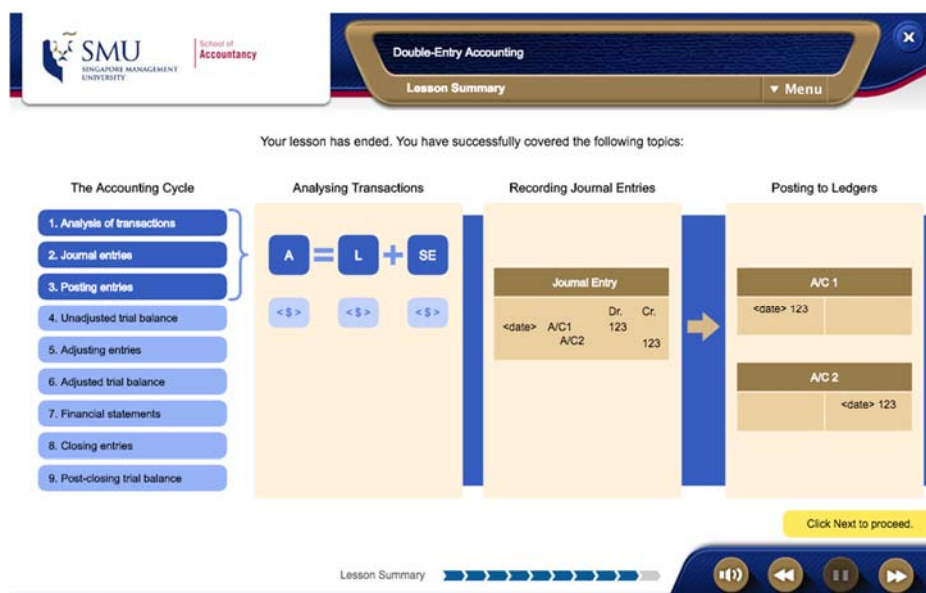 SMU
SINGAPORE MANAGEMENT
UNIVERSITY
School of
Accountancy
Double-Entry Accounting
Lesson Summary
▼ Menu
X
Your lesson has ended. You have successfully covered the following topics:
The Accounting Cycle
1. Analysis of transactions
2. Journal entries
3. Posting entries
4. Unadjusted trial balance
5. Adjusting entries
6. Adjusted trial balance
7. Financial statements
8. Closing entries
9. Post-closing trial balance
Analysing Transactions
A = L + SE
< $ > < $ > < $ >
Recording Journal Entries
Journal Entry
Dr. Cr.
<date> A/C1 123
A/C2 123
Posting to Ledgers
A/C 1
<date> 123
A/C 2
<date> 123
Click Next to proceed.
Lesson Summary